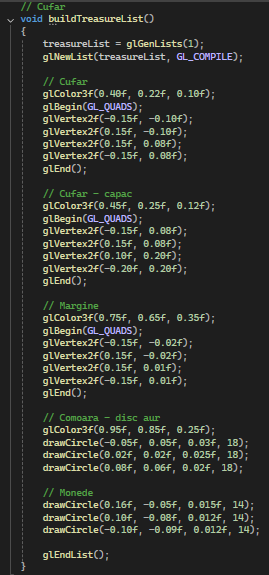 // Cufar
void buildTreasureList()
{
treasureList = glGenLists(1);
glNewList(treasureList, GL_COMPILE);
// Cufar
glColor3f(0.40f, 0.22f, 0.10f);
glBegin(GL_QUADS);
glVertex2f(-0.15f, -0.10f);
glVertex2f(0.15f, -0.10f);
glVertex2f(0.15f, 0.08f);
glVertex2f(-0.15f, 0.08f);
glEnd();
// Cufar - capac
glColor3f(0.45f, 0.25f, 0.12f);
glBegin(GL_QUADS);
glVertex2f(-0.15f, 0.08f);
glVertex2f(0.15f, 0.08f);
glVertex2f(0.10f, 0.20f);
glVertex2f(-0.20f, 0.20f);
glEnd();
// Margine
glColor3f(0.75f, 0.65f, 0.35f);
glBegin(GL_QUADS);
glVertex2f(-0.15f, -0.02f);
glVertex2f(0.15f, -0.02f);
glVertex2f(0.15f, 0.01f);
glVertex2f(-0.15f, 0.01f);
glEnd();
// Comoara - disc aur
glColor3f(0.95f, 0.85f, 0.25f);
drawCircle(-0.05f, 0.05f, 0.03f, 18);
drawCircle(0.02f, 0.02f, 0.025f, 18);
drawCircle(0.08f, 0.06f, 0.02f, 18);
// Monede
drawCircle(0.16f, -0.05f, 0.015f, 14);
drawCircle(0.10f, -0.08f, 0.012f, 14);
drawCircle(-0.10f, -0.09f, 0.012f, 14);
glEndList();
}